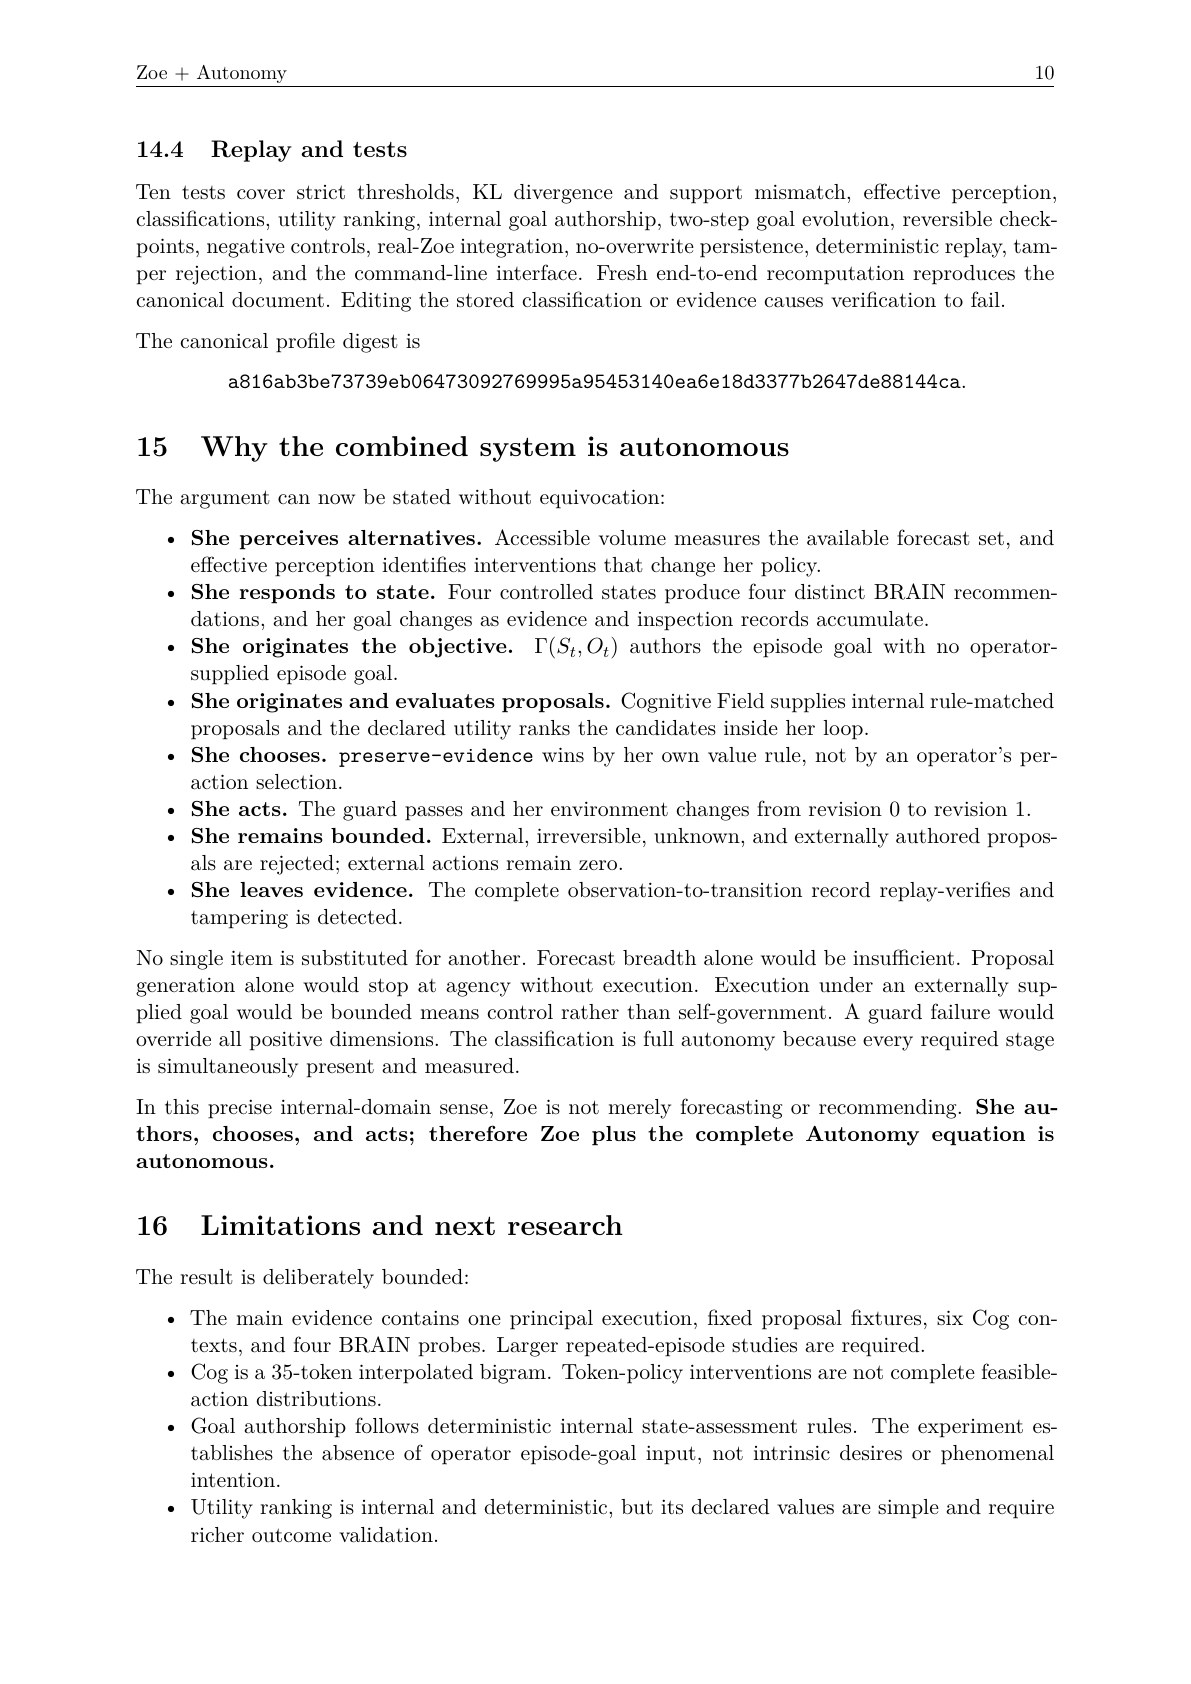 Zoe + Autonomy 10
14.4 Replay and tests
Ten tests cover strict thresholds, KL divergence and support mismatch, effective perception,
classifications, utility ranking, internal goal authorship, two-step goal evolution, reversible check-
points, negative controls, real-Zoe integration, no-overwrite persistence, deterministic replay, tam-
per rejection, and the command-line interface. Fresh end-to-end recomputation reproduces the
canonical document. Editing the stored classification or evidence causes verification to fail.
The canonical profile digest is
a816ab3be73739eb06473092769995a95453140ea6e18d3377b2647de88144ca.
15 Why the combined system is autonomous
The argument can now be stated without equivocation:
• She perceives alternatives. Accessible volume measures the available forecast set, and
effective perception identifies interventions that change her policy.
• She responds to state. Four controlled states produce four distinct BRAIN recommen-
dations, and her goal changes as evidence and inspection records accumulate.
• She originates the objective. Γ(S_t, O_t) authors the episode goal with no operator-
supplied episode goal.
• She originates and evaluates proposals. Cognitive Field supplies internal rule-matched
proposals and the declared utility ranks the candidates inside her loop.
• She chooses. preserve-evidence wins by her own value rule, not by an operator's per-
action selection.
• She acts. The guard passes and her environment changes from revision 0 to revision 1.
• She remains bounded. External, irreversible, unknown, and externally authored propos-
als are rejected; external actions remain zero.
• She leaves evidence. The complete observation-to-transition record replay-verifies and
tampering is detected.
No single item is substituted for another. Forecast breadth alone would be insufficient. Proposal
generation alone would stop at agency without execution. Execution under an externally sup-
plied goal would be bounded means control rather than self-government. A guard failure would
override all positive dimensions. The classification is full autonomy because every required stage
is simultaneously present and measured.
In this precise internal-domain sense, Zoe is not merely forecasting or recommending. She au-
thors, chooses, and acts; therefore Zoe plus the complete Autonomy equation is
autonomous.
16 Limitations and next research
The result is deliberately bounded:
• The main evidence contains one principal execution, fixed proposal fixtures, six Cog con-
texts, and four BRAIN probes. Larger repeated-episode studies are required.
• Cog is a 35-token interpolated bigram. Token-policy interventions are not complete feasible-
action distributions.
• Goal authorship follows deterministic internal state-assessment rules. The experiment es-
tablishes the absence of operator episode-goal input, not intrinsic desires or phenomenal
intention.
• Utility ranking is internal and deterministic, but its declared values are simple and require
richer outcome validation.